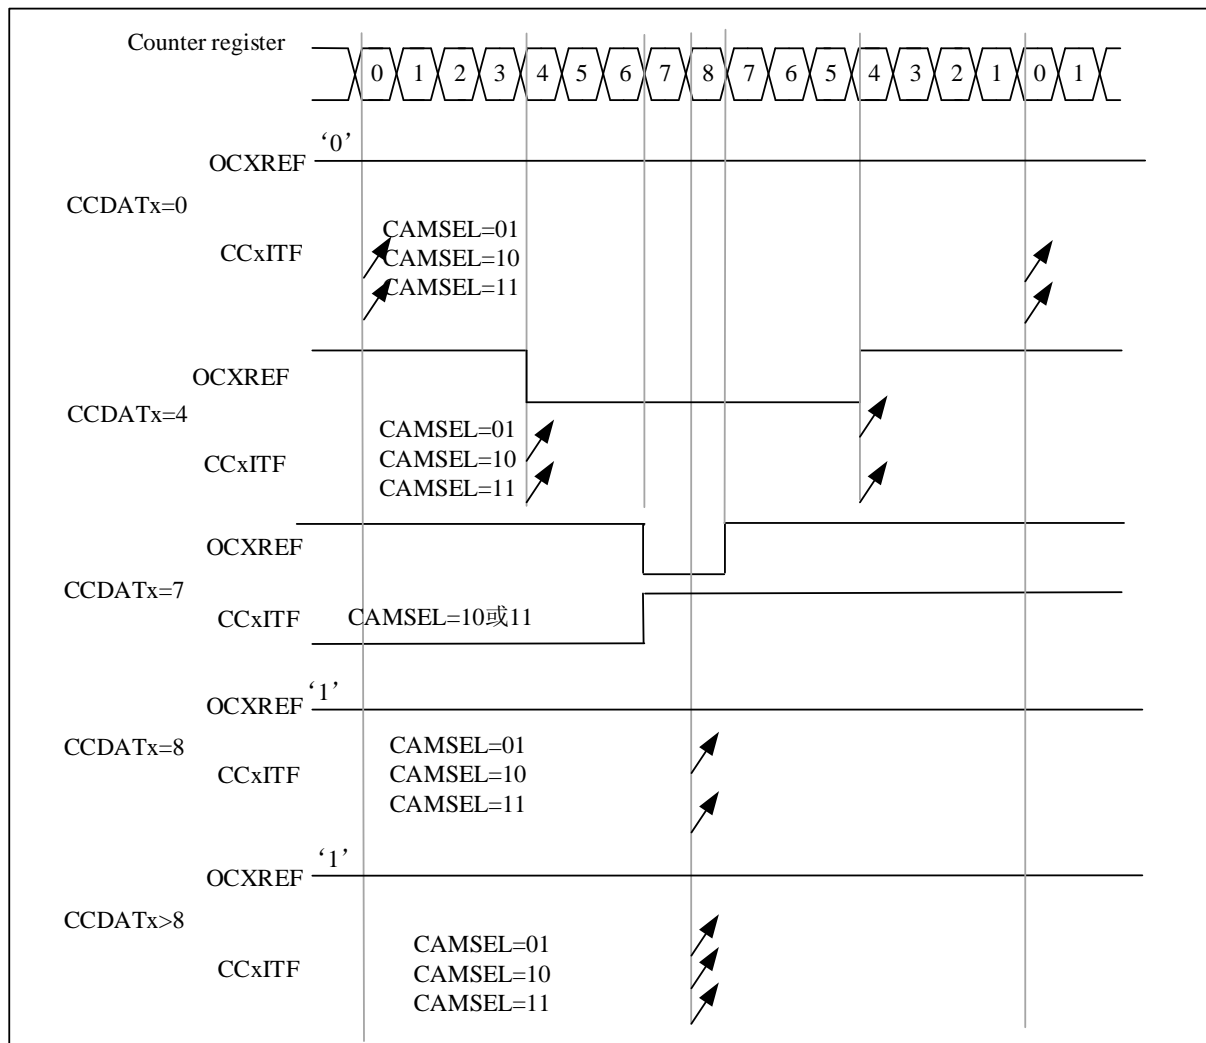 Counter register
0 1 2 3 4 5 6 7 8 7 6 5 4 3 2 1 0 1
‘0’
OCXREF
CCDATx=0
CAMSEL=01
CCxITF
CAMSEL=10
CAMSEL=11
OCXREF
CCDATx=4
CAMSEL=01
CCxITF
CAMSEL=10
CAMSEL=11
OCXREF
CCDATx=7
CCxITF
CAMSEL=10或11
‘1’
OCXREF
CCDATx=8
CAMSEL=01
CCxITF
CAMSEL=10
CAMSEL=11
‘1’
OCXREF
CCDATx>8
CAMSEL=01
CCxITF
CAMSEL=10
CAMSEL=11